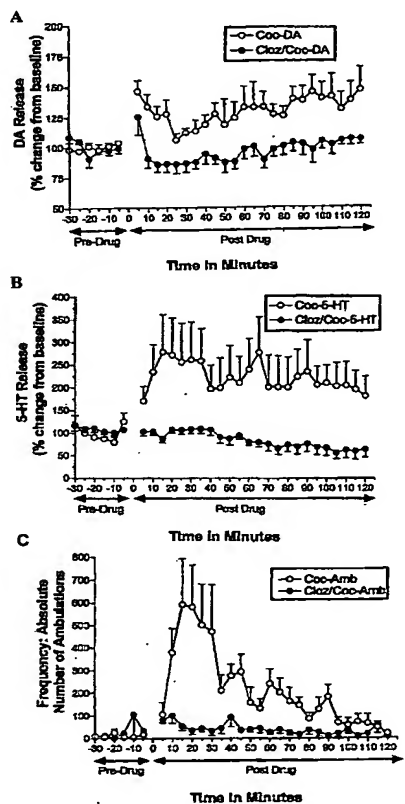 A
Coc-DA
Cloz/Coc-DA
DA Release
(% change from baseline)
200
175
150
125
100
75
50
-30 -20 -10 0 10 20 30 40 50 60 70 80 90 100 110 120
Pre-Drug
Post Drug
Time in Minutes
B
Coc-5-HT
Cloz/Coc-5-HT
5-HT Release
(% change from baseline)
400
350
300
250
200
150
100
50
0
-30 -20 -10 0 10 20 30 40 50 60 70 80 90 100 110 120
Pre-Drug
Post Drug
Time in Minutes
C
Coc-Amb
Cloz/Coc-Amb
Frequency: Absolute
Number of Ambulations
800
700
600
500
400
300
200
100
0
-30 -20 -10 0 10 20 30 40 50 60 70 80 90 100 110 120
Pre-Drug
Post Drug
Time in Minutes